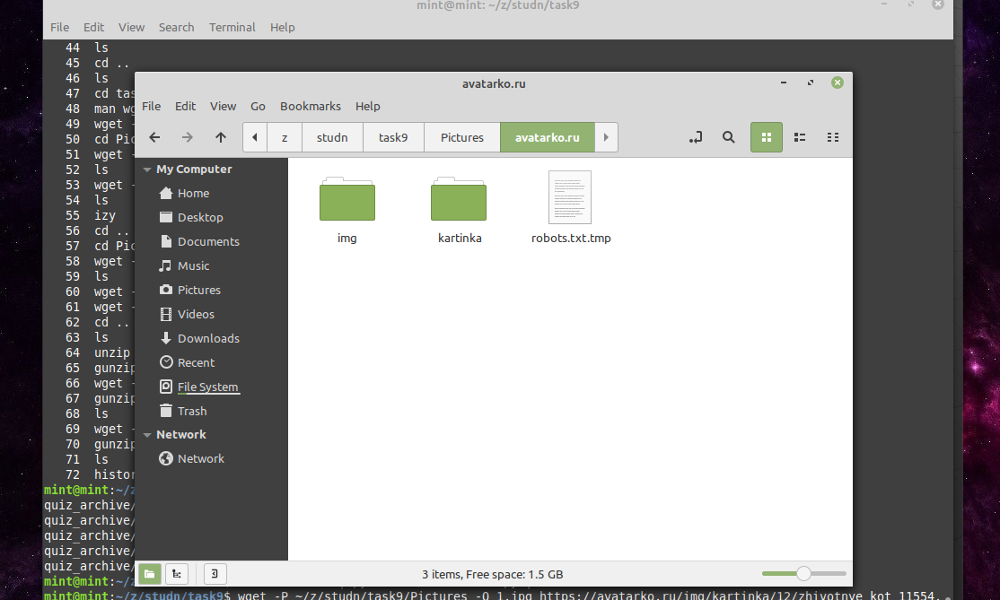 mint@mint: ~/z/studn/task9
File Edit View Search Terminal Help
44 ls
45 cd ..
46 ls
47 cd tas
48 man wg
49 wget -
50 cd Pic
51 wget -
52 ls
53 wget -
54 ls
55 izy
56 cd ..
57 cd Pic
58 wget -
59 ls
60 wget -
61 wget -
62 cd ..
63 ls
64 unzip
65 gunzip
66 wget -
67 gunzip
68 ls
69 wget -
70 gunzip
71 ls
72 histor
mint@mint:~/z
quiz_archive/
quiz_archive/
quiz_archive/
quiz_archive/
quiz_archive/
mint@mint:~/z
mint@mint:~/z/studn/task9$ wget -P ~/z/studn/task9/Pictures -O 1.jpg https://avatarko.ru/img/kartinka/12/zhivotnye_kot_11554.
avatarko.ru
File Edit View Go Bookmarks Help
z studn task9 Pictures avatarko.ru
My Computer
Home
Desktop
Documents
Music
Pictures
Videos
Downloads
Recent
File System
Trash
Network
Network
img kartinka robots.txt.tmp
3 items, Free space: 1.5 GB